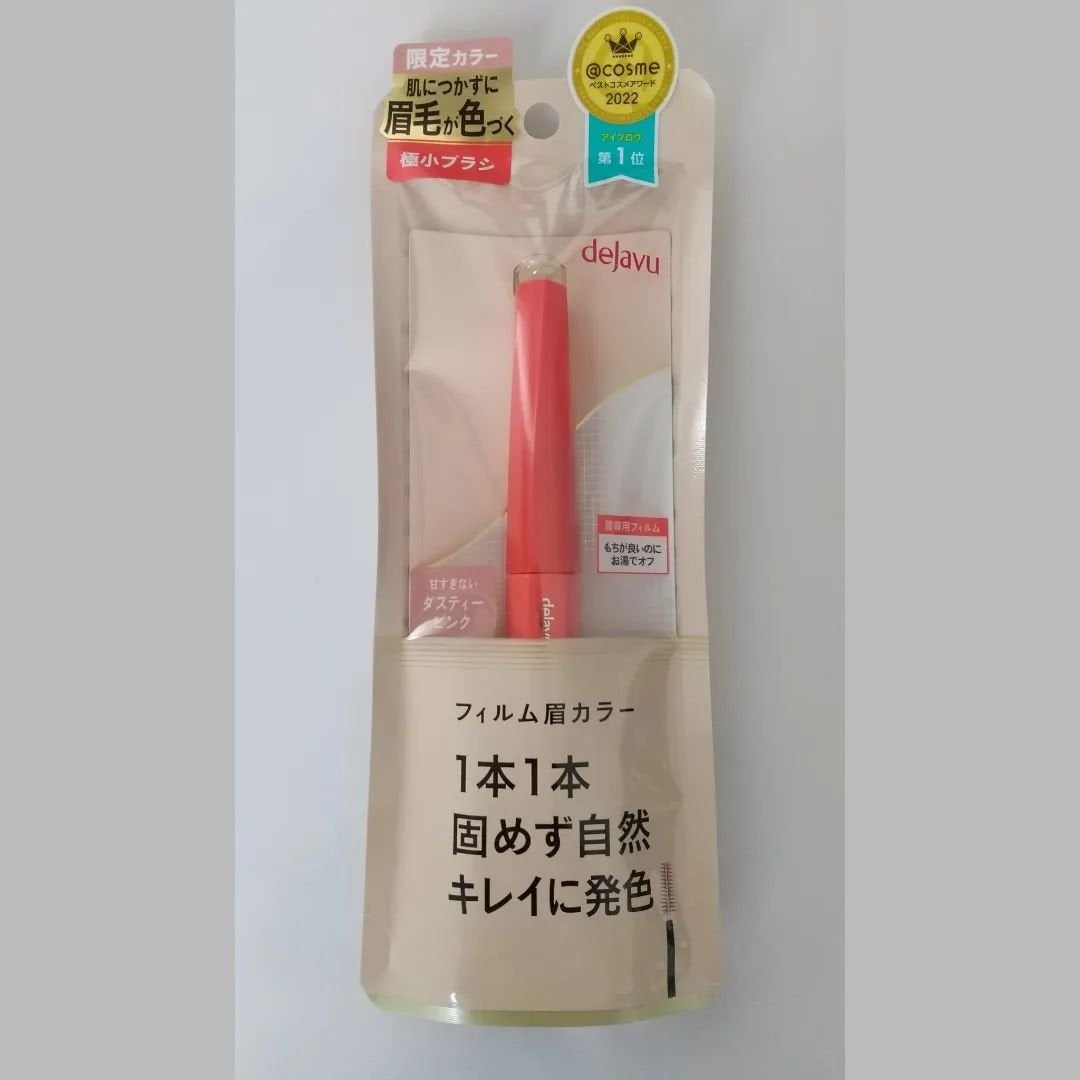 限定カラー
肌につかずに
眉毛が色づく
極小ブラシ
@cosme
ベストコスメアワード
2022
アイブロウ
第1位
dejavu
眉専用フィルム
もちが良いのに
お湯でオフ
甘すぎない
ダスティー
ピンク
フィルム眉カラー
1本1本
固めず自然
キレイに発色